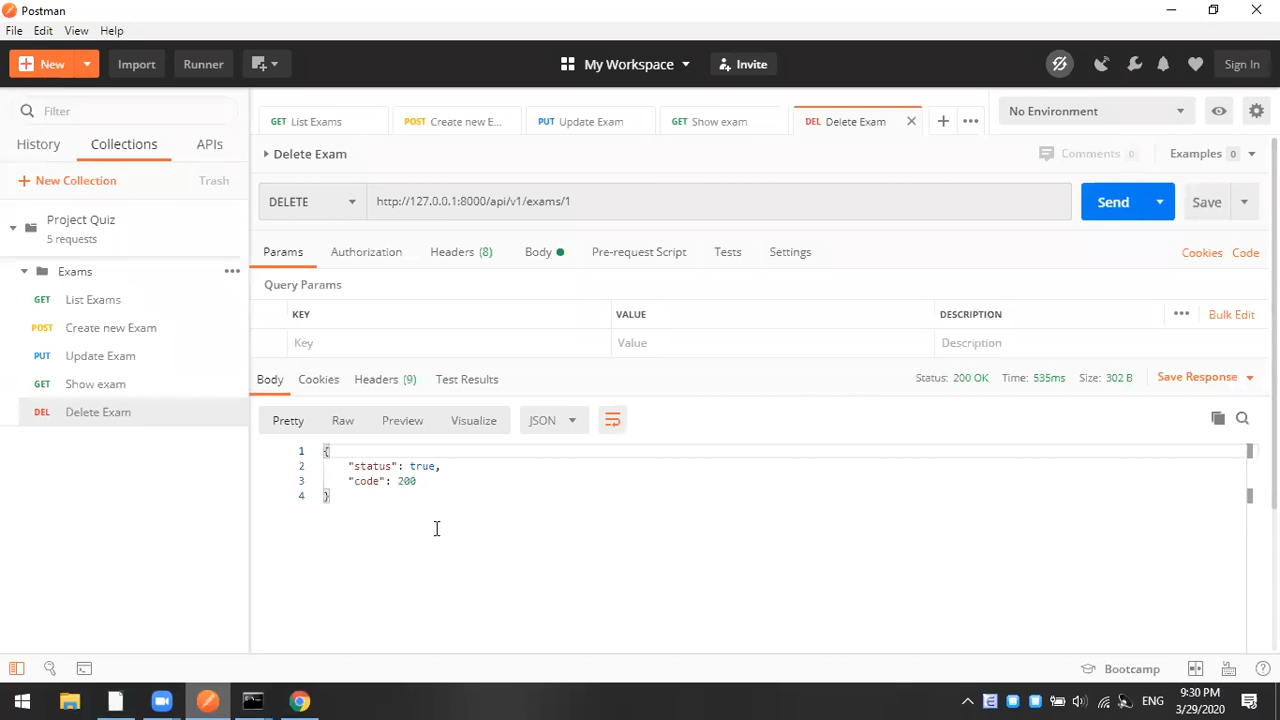 Postman
File Edit View Help
New Import Runner My Workspace Invite Sign In
Filter
History Collections APIs
New Collection Trash
Project Quiz
5 requests
Exams
GET List Exams
POST Create new Exam
PUT Update Exam
GET Show exam
DEL Delete Exam
GET List Exams POST Create new E... PUT Update Exam GET Show exam DEL Delete Exam No Environment
Delete Exam Comments 0 Examples 0
DELETE http://127.0.0.1:8000/api/v1/exams/1 Send Save
Params Authorization Headers (8) Body Pre-request Script Tests Settings Cookies Code
Query Params
KEY VALUE DESCRIPTION Bulk Edit
Key Value Description
Body Cookies Headers (9) Test Results Status: 200 OK Time: 535ms Size: 302 B Save Response
Pretty Raw Preview Visualize JSON
1 {
2 "status": true,
3 "code": 200
4 }
Bootcamp
ENG 9:30 PM
3/29/2020